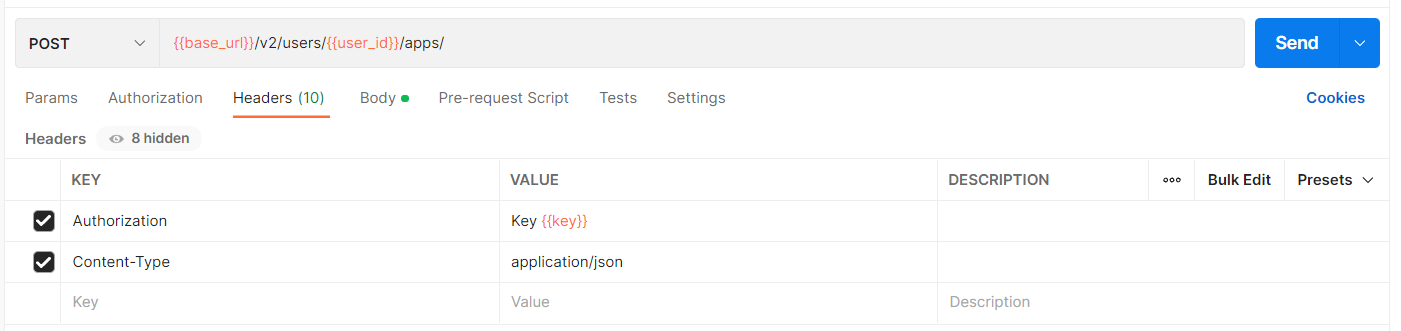 POST {{base_url}}/v2/users/{{user_id}}/apps/ Send
Params Authorization Headers (10) Body Pre-request Script Tests Settings Cookies
Headers 8 hidden
KEY VALUE DESCRIPTION ooo Bulk Edit Presets
Authorization Key {{key}}
Content-Type application/json
Key Value Description